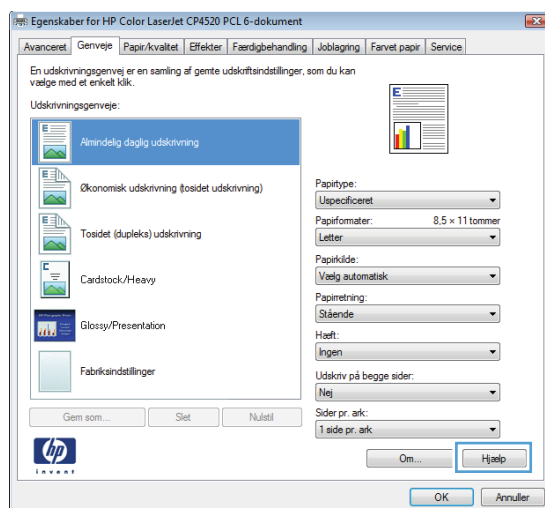 Egenskaber for HP Color LaserJet CP4520 PCL 6-dokument
Avanceret Genveje Papir/kvalitet Effekter Færdigbehandling Joblagring Farvet papir Service
En udskrivningsgenvej er en samling af gemte udskriftsindstillinger, som du kan
vælge med et enkelt klik.
Udskrivningsgenveje:
Almindelig daglig udskrivning
Økonomisk udskrivning (tosidet udskrivning)
Tosidet (dupleks) udskrivning
Cardstock/Heavy
Glossy/Presentation
Fabriksindstillinger
Gem som... Slet Nulstil
E
Papirtype:
Uspecificeret
Papirformater: 8,5 × 11 tommer
Letter
Papirkilde:
Vælg automatisk
Papirretning:
Stående
Hæft:
Ingen
Udskriv på begge sider:
Nej
Sider pr. ark:
1 side pr. ark
hp
invent
Om... Hjælp
OK Annuller